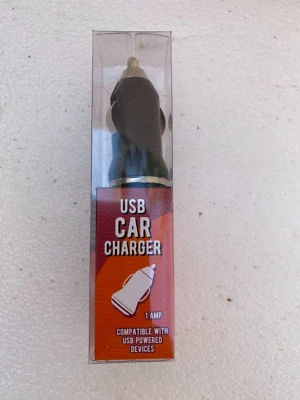 USB
CAR
CHARGER
1 AMP
COMPATIBLE WITH
USB POWERED
DEVICES